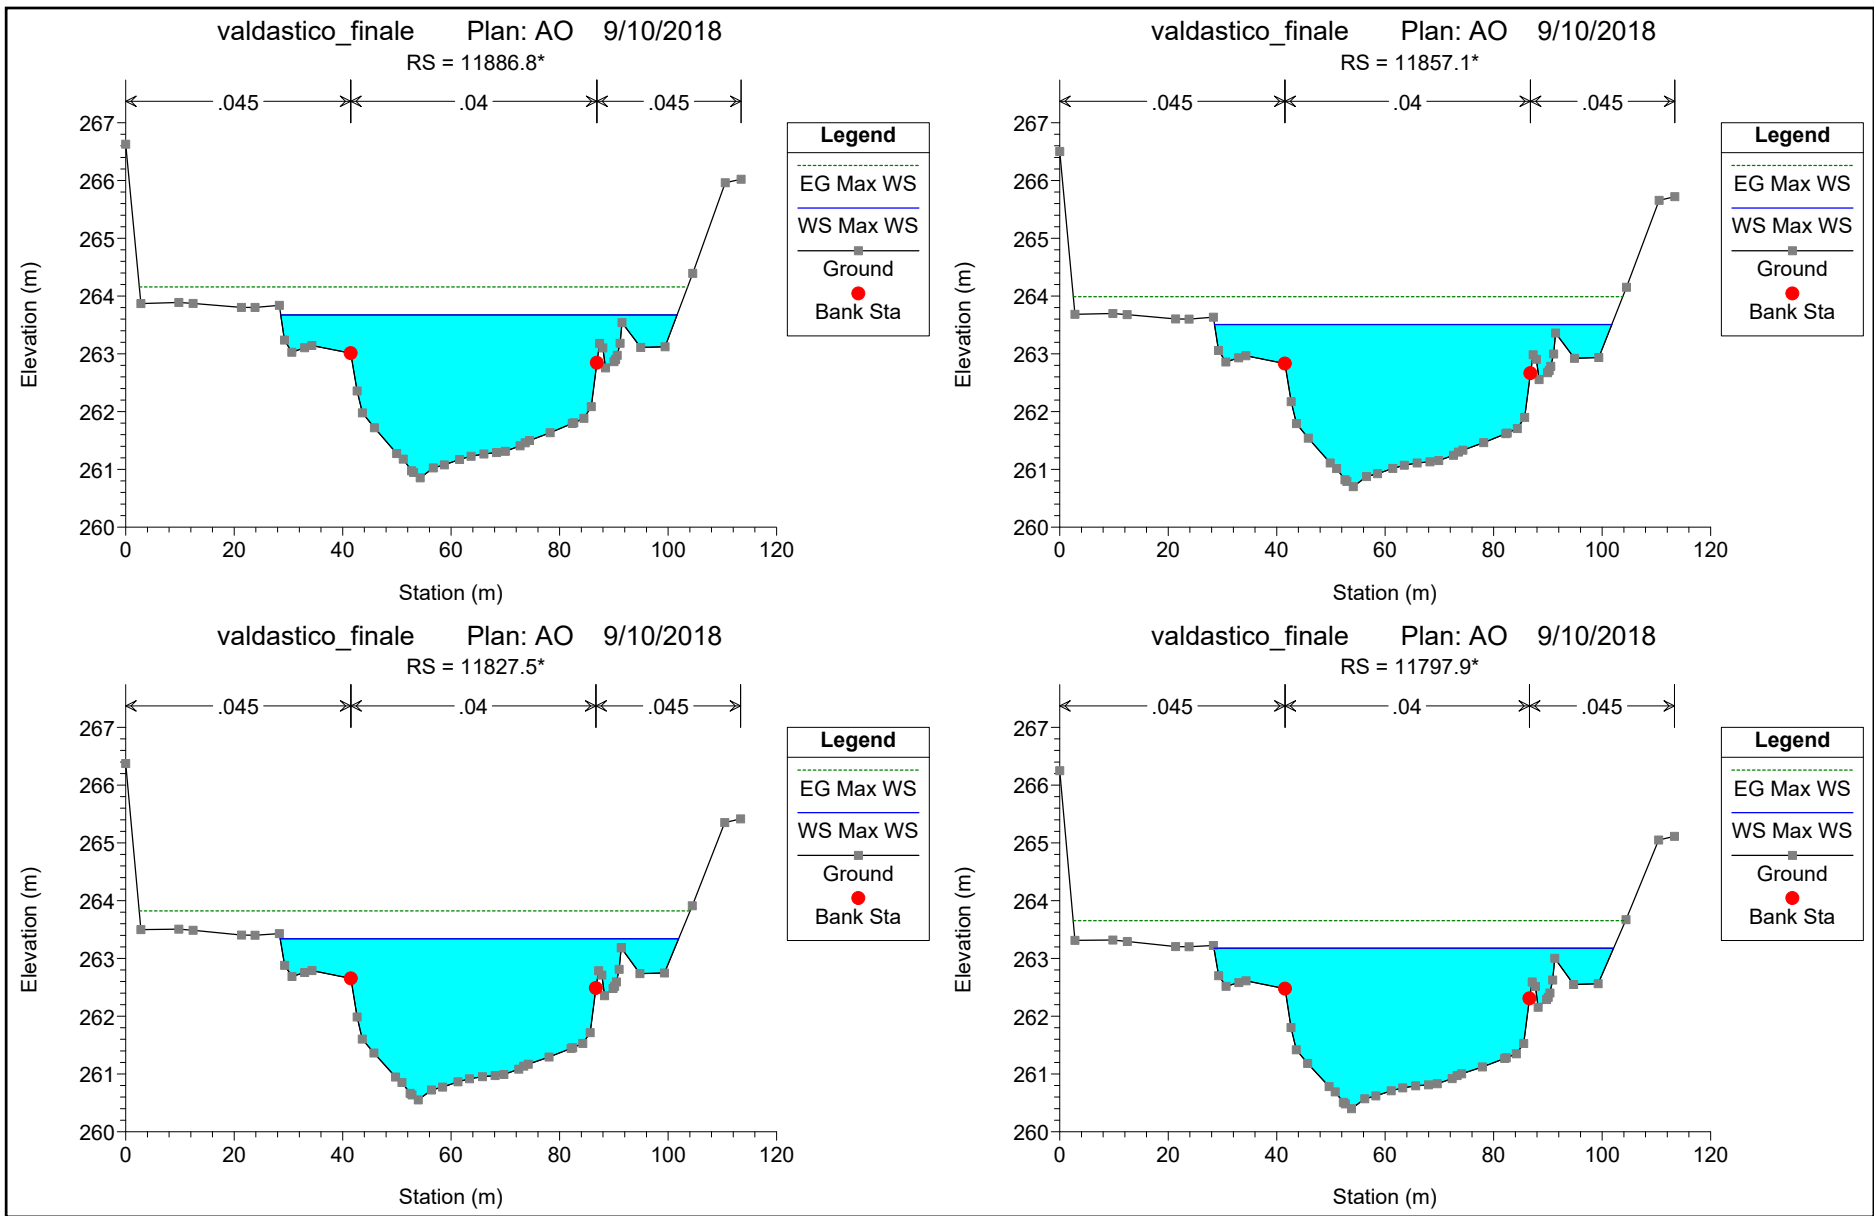 valdastico_finale Plan: AO 9/10/2018
RS = 11886.8*
.045 .04 .045
267
266
265
264
263
262
261
260
Elevation (m)
0 20 40 60 80 100 120
Station (m)
Legend
EG Max WS
WS Max WS
Ground
Bank Sta
valdastico_finale Plan: AO 9/10/2018
RS = 11857.1*
.045 .04 .045
267
266
265
264
263
262
261
260
Elevation (m)
0 20 40 60 80 100 120
Station (m)
Legend
EG Max WS
WS Max WS
Ground
Bank Sta
valdastico_finale Plan: AO 9/10/2018
RS = 11827.5*
.045 .04 .045
267
266
265
264
263
262
261
260
Elevation (m)
0 20 40 60 80 100 120
Station (m)
Legend
EG Max WS
WS Max WS
Ground
Bank Sta
valdastico_finale Plan: AO 9/10/2018
RS = 11797.9*
.045 .04 .045
267
266
265
264
263
262
261
260
Elevation (m)
0 20 40 60 80 100 120
Station (m)
Legend
EG Max WS
WS Max WS
Ground
Bank Sta